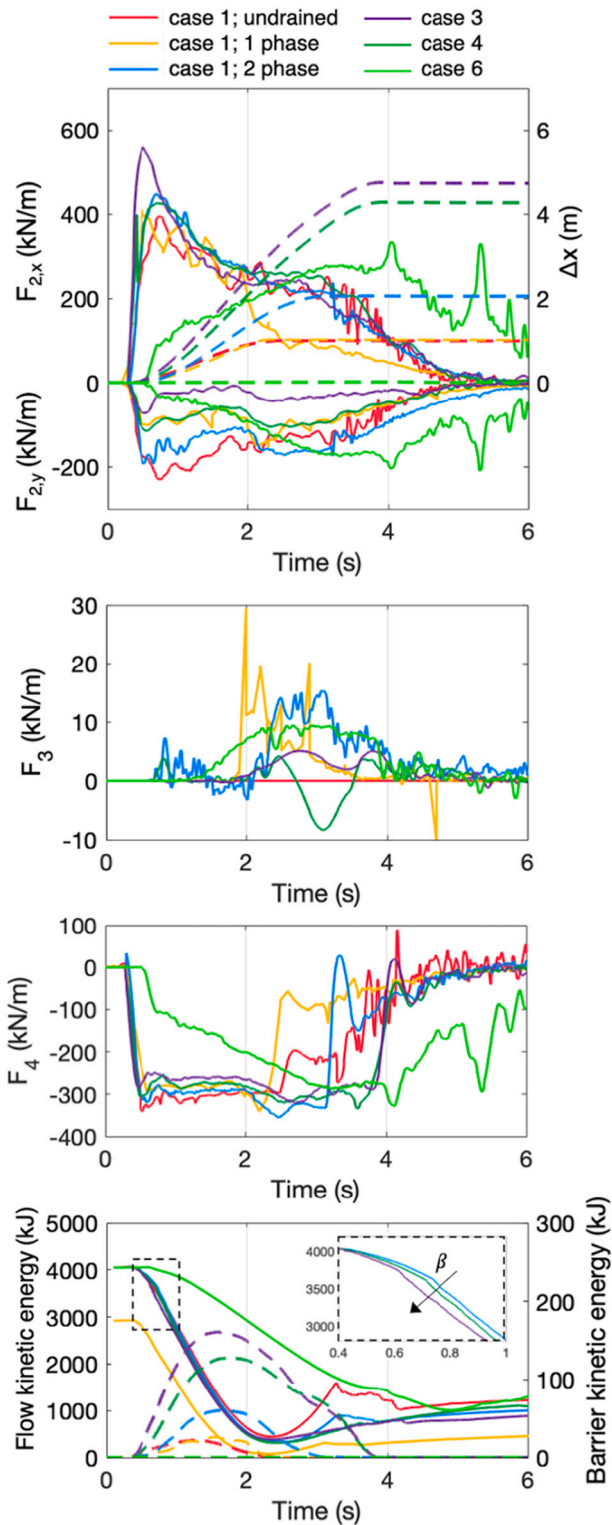 case 1; undrained
case 1; 1 phase
case 1; 2 phase
case 3
case 4
case 6
F2,x (kN/m)
F2,y (kN/m)
600
400
200
0
-200
6
4
2
0
Δx (m)
0 2 4 6
Time (s)
F3 (kN/m)
30
20
10
0
-10
0 2 4 6
Time (s)
F4 (kN/m)
100
0
-100
-200
-300
-400
0 2 4 6
Time (s)
Flow kinetic energy (kJ)
5000
4000
3000
2000
1000
0
300
200
100
0
Barrier kinetic energy (kJ)
4000
3500
3000
β
0.4 0.6 0.8 1
0 2 4 6
Time (s)